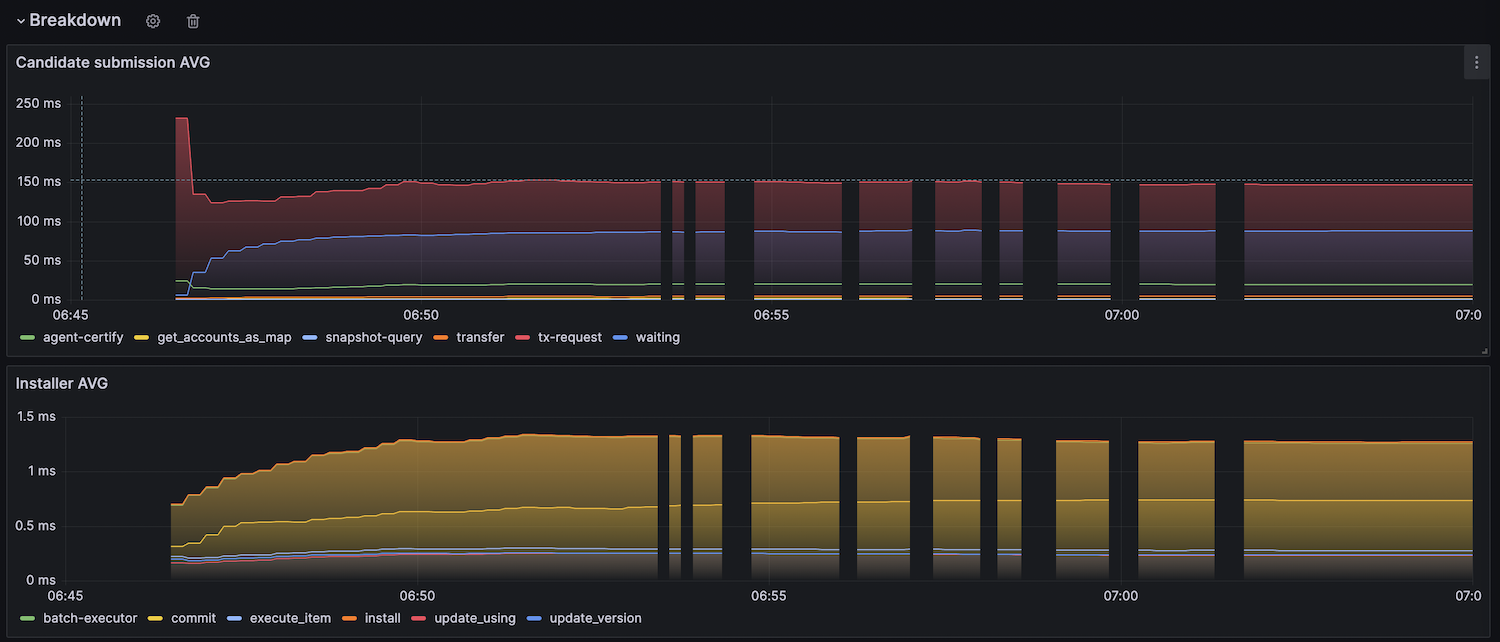 Breakdown
Candidate submission AVG
250 ms
200 ms
150 ms
100 ms
50 ms
0 ms
06:45 06:50 06:55 07:00 07:0
agent-certify get_accounts_as_map snapshot-query transfer tx-request waiting
Installer AVG
1.5 ms
1 ms
0.5 ms
0 ms
06:45 06:50 06:55 07:00 07:0
batch-executor commit execute_item install update_using update_version